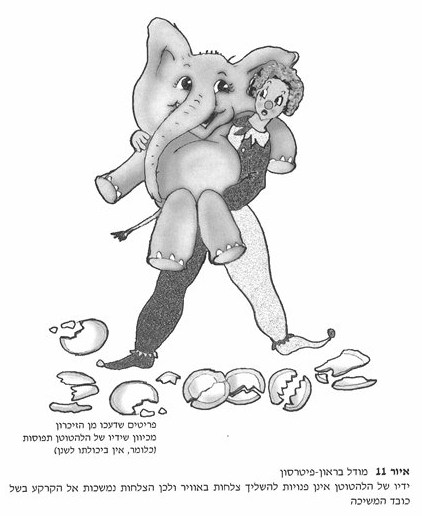 פריטים שדעכו מן הזיכרון
מכיוון שידיו של הלהטוטן תפוסות
(כלומר, אין ביכולתו לשנן)
איור 11 מודל בראון-פיטרסון
ידיו של הלהטוטן אינן פנויות להשליך צלחות באוויר ולכן הצלחות נמשכות אל הקרקע בשל
כובד המשיכה